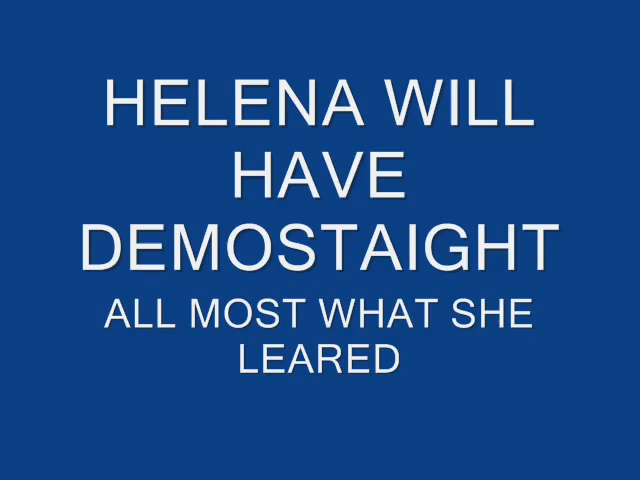 HELENA WILL
HAVE
DEMOSTAIGHT
ALL MOST WHAT SHE
LEARED